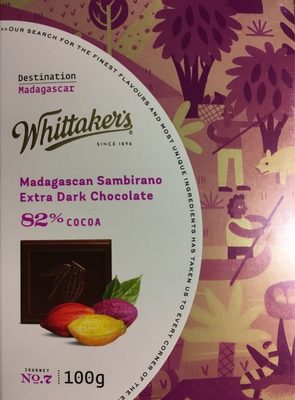 >>OUR SEARCH FOR THE FINEST FLAVOURS AND MOST UNIQUE INGREDIENTS HAS TAKEN US TO EVERY CORNER OF THE
Destination
Madagascar
Whittaker's
SINCE 1896
Madagascan Sambirano
Extra Dark Chocolate
82% COCOA
JOURNEY
No.7
100g